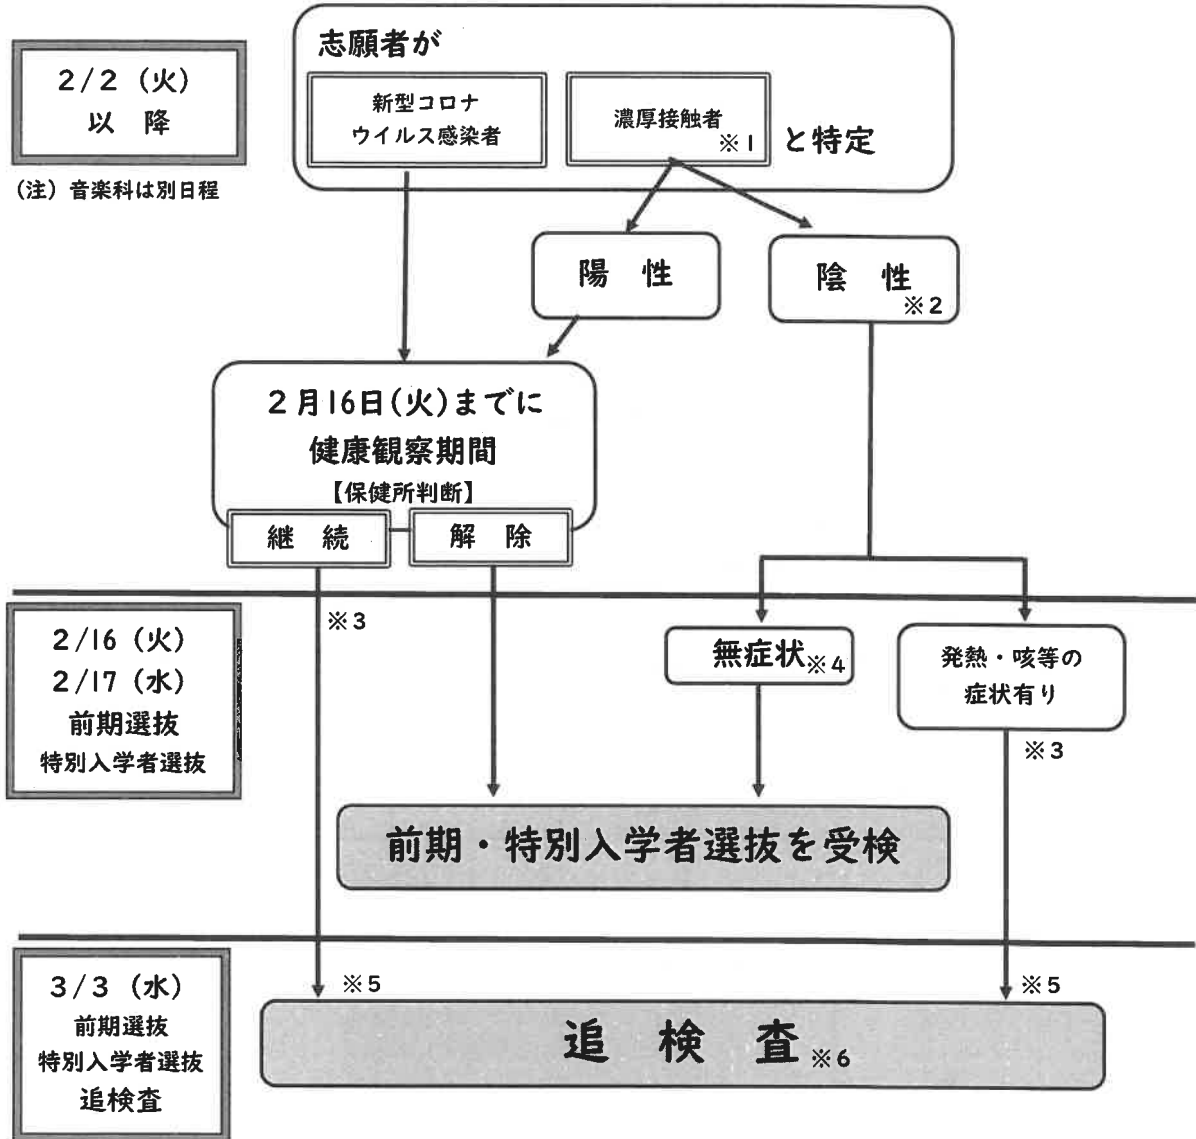 志願者が
2/2（火）
以　降
新型コロナ
ウイルス感染者
濃厚接触者
※1
と特定
（注）音楽科は別日程
陽　性
陰　性
※2
2月16日(火)までに
健康観察期間
【保健所判断】
継　続
解　除
※3
2/16（火）
2/17（水）
前期選抜
特別入学者選抜
無症状※4
発熱・咳等の
症状有り
※3
前期・特別入学者選抜を受検
3/3（水）
前期選抜
特別入学者選抜
追検査
※5
※5
追　検　査※6